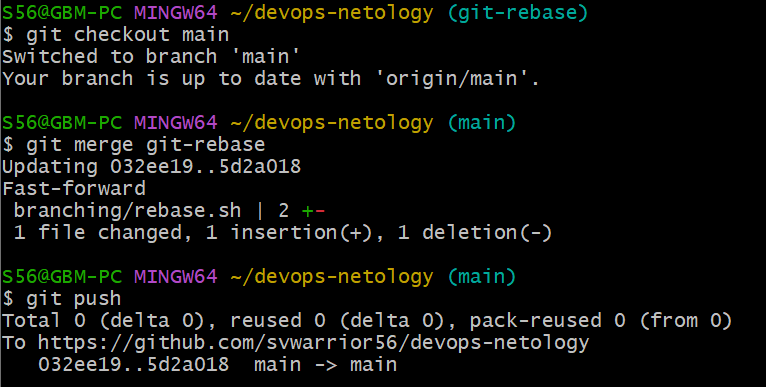 S56@GBM-PC MINGW64 ~/devops-netology (git-rebase)
$ git checkout main
Switched to branch 'main'
Your branch is up to date with 'origin/main'.
S56@GBM-PC MINGW64 ~/devops-netology (main)
$ git merge git-rebase
Updating 032ee19..5d2a018
Fast-forward
 branching/rebase.sh | 2 +-
 1 file changed, 1 insertion(+), 1 deletion(-)
S56@GBM-PC MINGW64 ~/devops-netology (main)
$ git push
Total 0 (delta 0), reused 0 (delta 0), pack-reused 0 (from 0)
To https://github.com/svwarrior56/devops-netology
   032ee19..5d2a018  main -> main